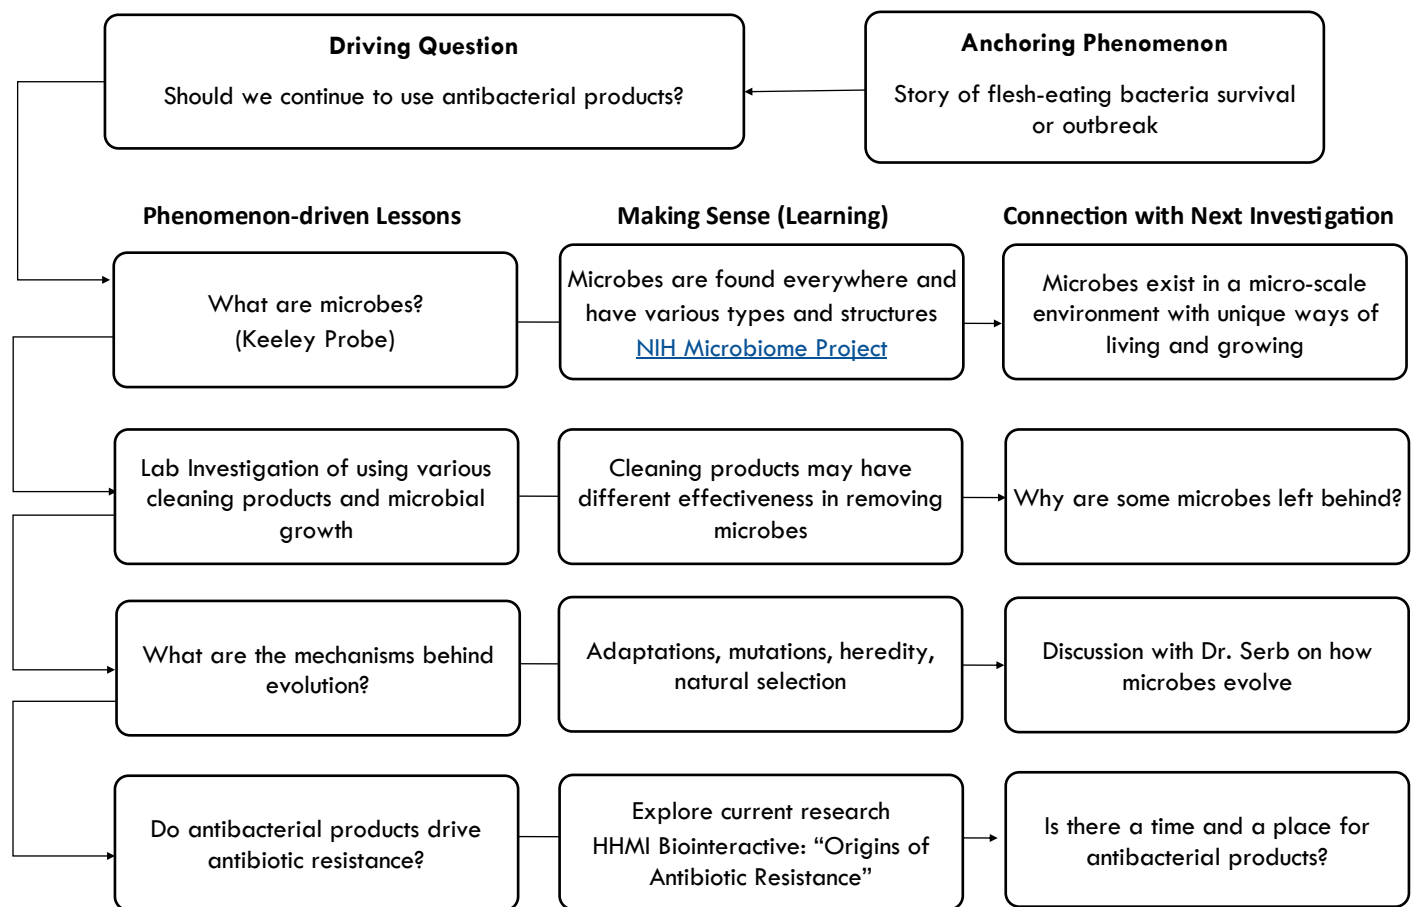 Driving Question
Should we continue to use antibacterial products?
Anchoring Phenomenon
Story of flesh-eating bacteria survival
or outbreak
Phenomenon-driven Lessons
Making Sense (Learning)
Connection with Next Investigation
What are microbes?
(Keeley Probe)
Microbes are found everywhere and
have various types and structures
NIH Microbiome Project
Microbes exist in a micro-scale
environment with unique ways of
living and growing
Lab Investigation of using various
cleaning products and microbial
growth
Cleaning products may have
different effectiveness in removing
microbes
Why are some microbes left behind?
What are the mechanisms behind
evolution?
Adaptations, mutations, heredity,
natural selection
Discussion with Dr. Serb on how
microbes evolve
Do antibacterial products drive
antibiotic resistance?
Explore current research
HHMI Biointeractive: “Origins of
Antibiotic Resistance”
Is there a time and a place for
antibacterial products?